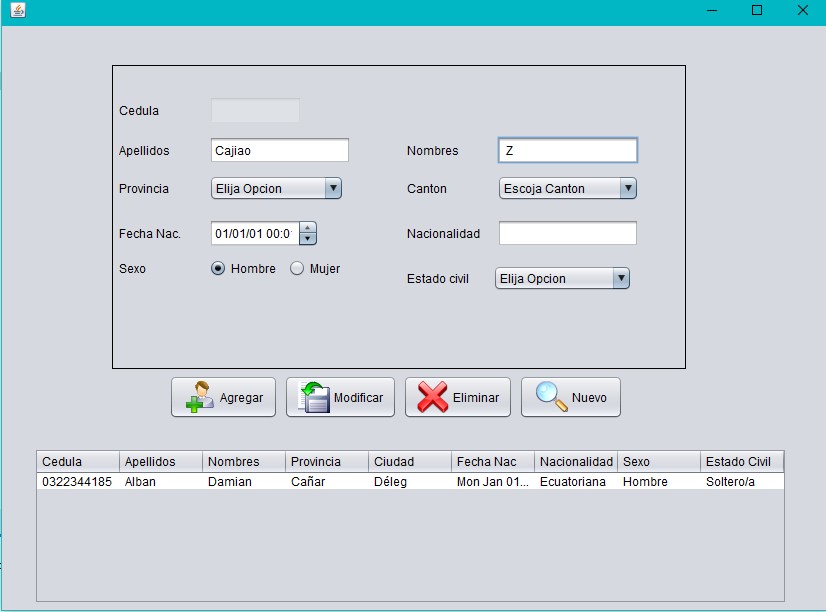 Cedula
Apellidos Cajiao Nombres Z
Provincia Elija Opcion Canton Escoja Canton
Fecha Nac. 01/01/01 00:0 Nacionalidad
Sexo Hombre Mujer Estado civil Elija Opcion
Agregar Modificar Eliminar Nuevo
Cedula Apellidos Nombres Provincia Ciudad Fecha Nac Nacionalidad Sexo Estado Civil
0322344185 Alban Damian Cañar Déleg Mon Jan 01... Ecuatoriana Hombre Soltero/a